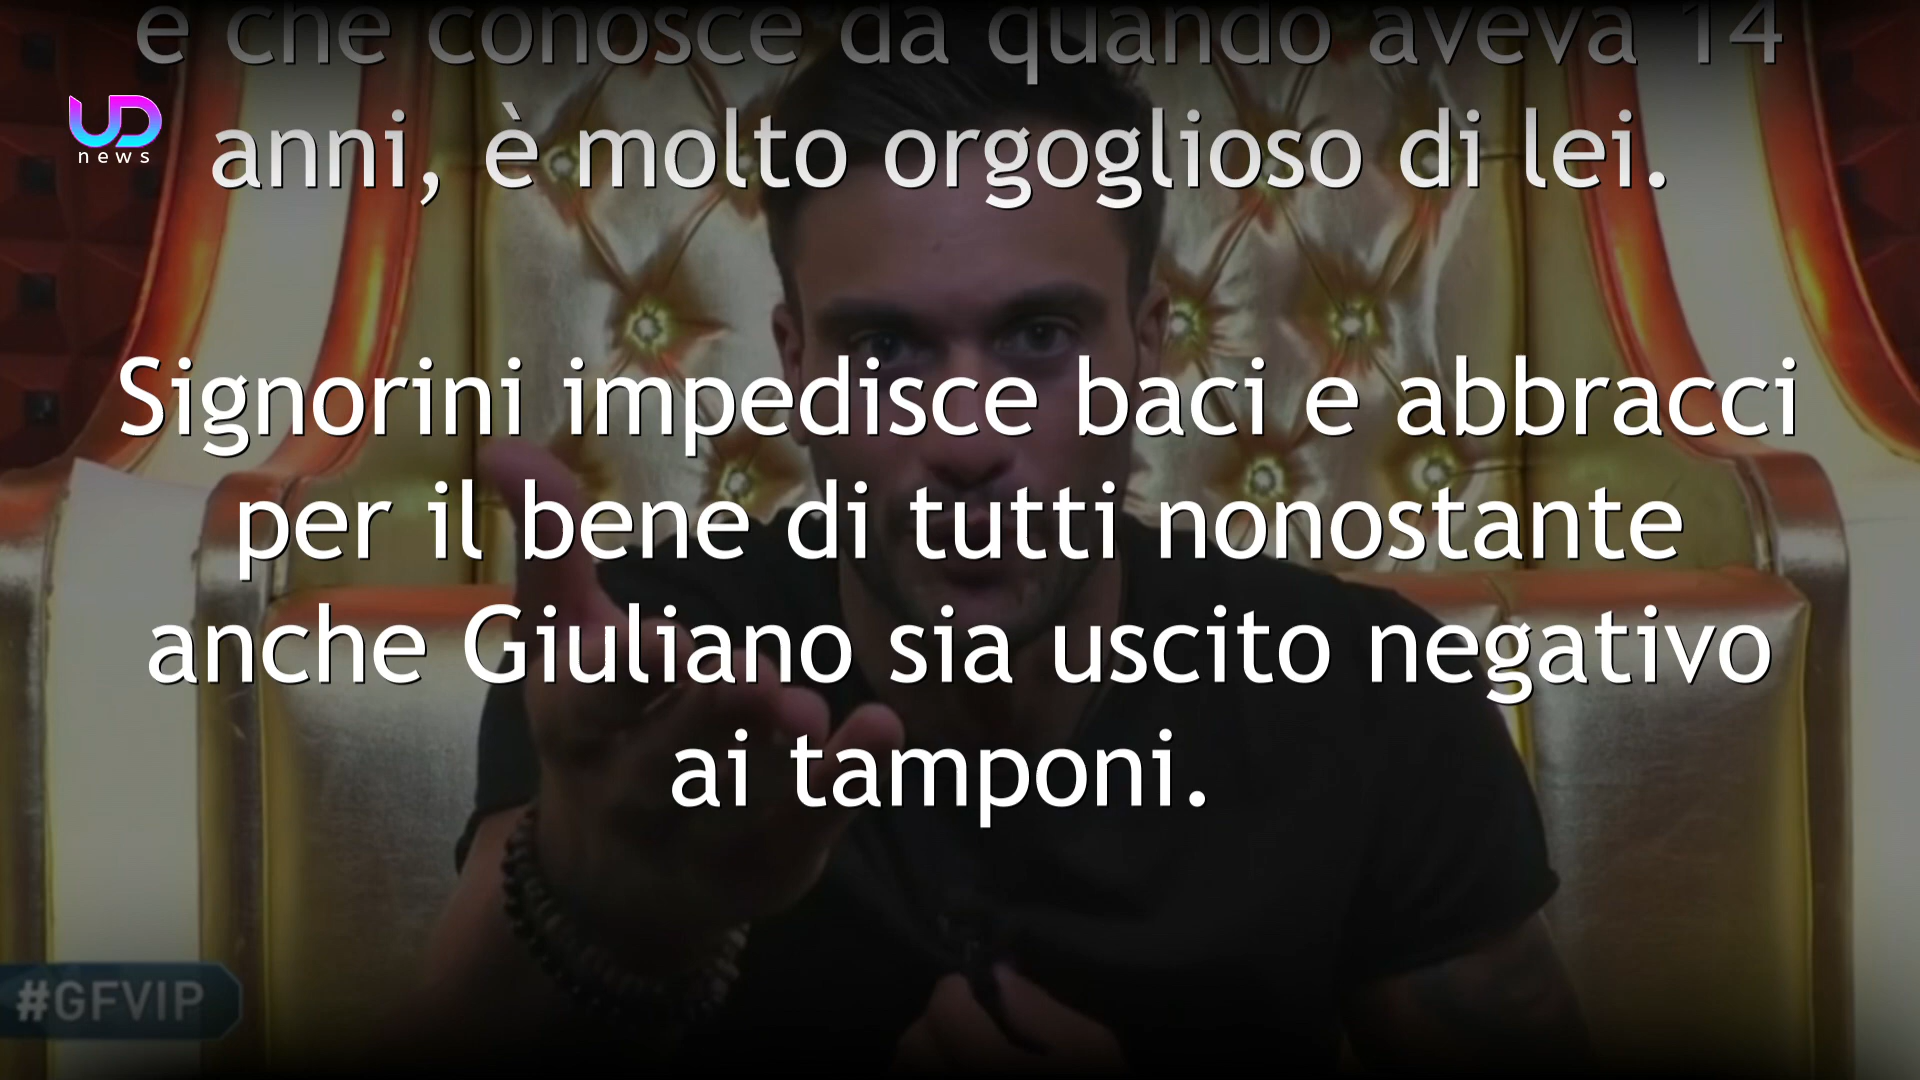 e che conosce da quando aveva 14
UD
news
anni, è molto orgoglioso di lei.
Signorini impedisce baci e abbracci
per il bene di tutti nonostante
anche Giuliano sia uscito negativo
ai tamponi.
#GFVIP